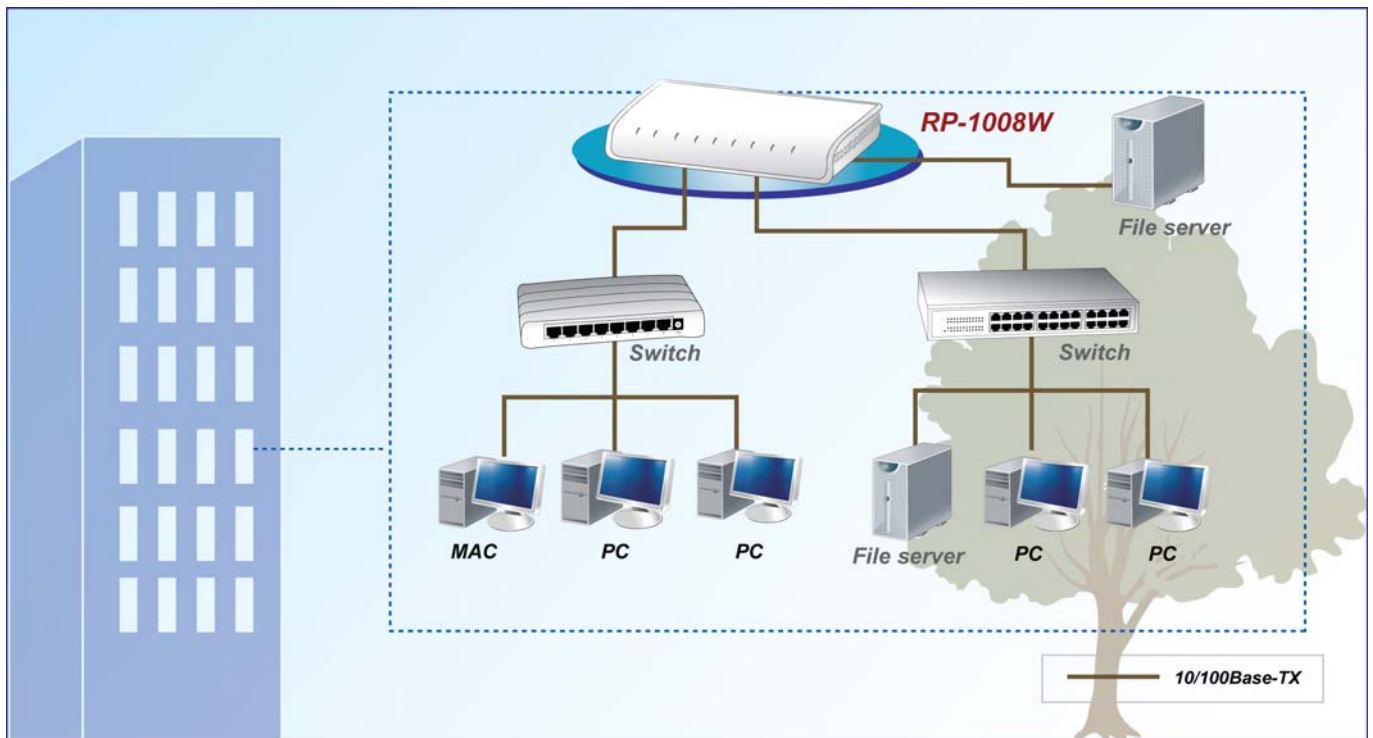 RP-1008W
File server
Switch
Switch
MAC
PC
PC
File server
PC
PC
10/100Base-TX